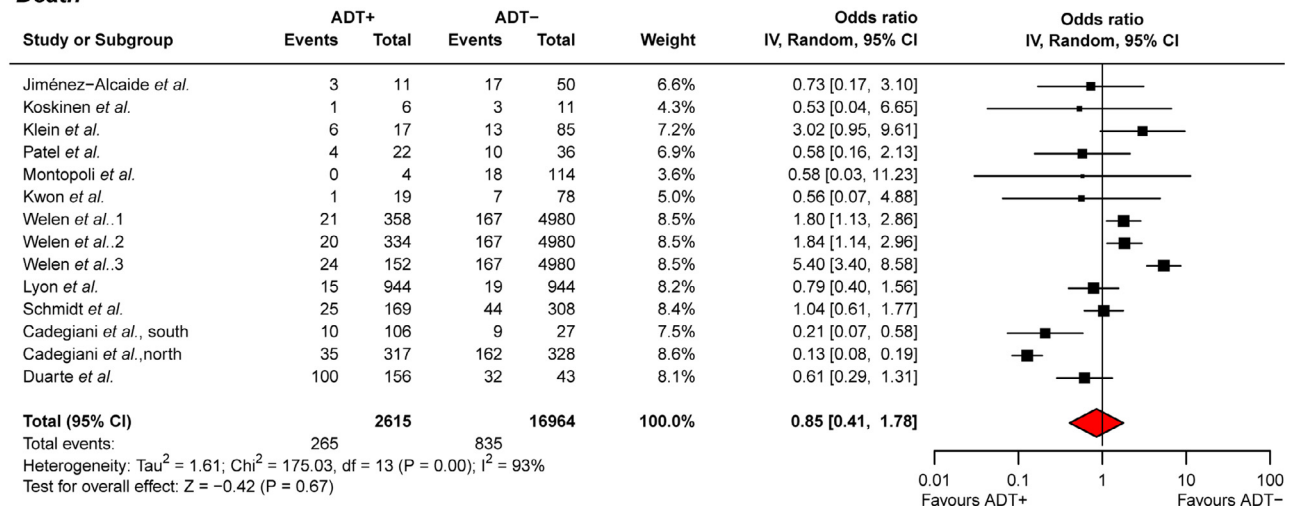 Death
ADT+ ADT− Odds ratio Odds ratio
Study or Subgroup Events Total Events Total Weight IV, Random, 95% CI IV, Random, 95% CI
Jiménez−Alcaide et al. 3 11 17 50 6.6% 0.73 [0.17, 3.10]
Koskinen et al. 1 6 3 11 4.3% 0.53 [0.04, 6.65]
Klein et al. 6 17 13 85 7.2% 3.02 [0.95, 9.61]
Patel et al. 4 22 10 36 6.9% 0.58 [0.16, 2.13]
Montopoli et al. 0 4 18 114 3.6% 0.58 [0.03, 11.23]
Kwon et al. 1 19 7 78 5.0% 0.56 [0.07, 4.88]
Welen et al..1 21 358 167 4980 8.5% 1.80 [1.13, 2.86]
Welen et al..2 20 334 167 4980 8.5% 1.84 [1.14, 2.96]
Welen et al..3 24 152 167 4980 8.5% 5.40 [3.40, 8.58]
Lyon et al. 15 944 19 944 8.2% 0.79 [0.40, 1.56]
Schmidt et al. 25 169 44 308 8.4% 1.04 [0.61, 1.77]
Cadegiani et al., south 10 106 9 27 7.5% 0.21 [0.07, 0.58]
Cadegiani et al.,north 35 317 162 328 8.6% 0.13 [0.08, 0.19]
Duarte et al. 100 156 32 43 8.1% 0.61 [0.29, 1.31]
Total (95% CI) 2615 16964 100.0% 0.85 [0.41, 1.78]
Total events: 265 835
Heterogeneity: Tau² = 1.61; Chi² = 175.03, df = 13 (P = 0.00); I² = 93%
Test for overall effect: Z = −0.42 (P = 0.67)
0.01 0.1 1 10 100
Favours ADT+ Favours ADT−